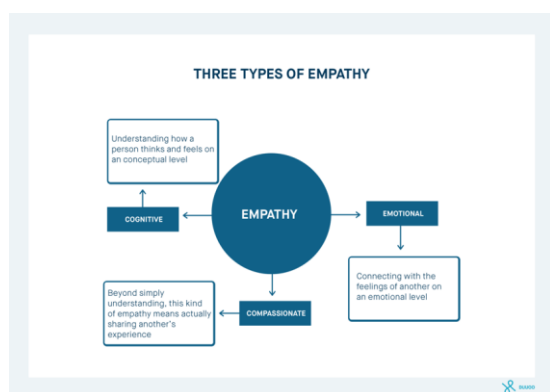 THREE TYPES OF EMPATHY
Understanding how a
person thinks and feels on
an conceptual level
COGNITIVE
EMPATHY
EMOTIONAL
Connecting with the
feelings of another on
an emotional level
Beyond simply
understanding, this kind
of empathy means actually
sharing another's
experience
COMPASSIONATE